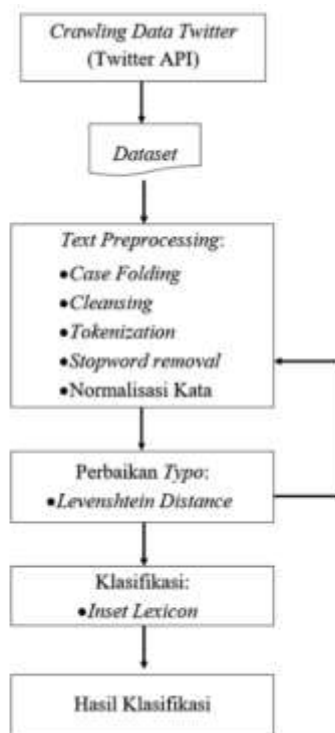 Crawling Data Twitter
(Twitter API)
Dataset
Text Preprocessing:
•Case Folding
•Cleansing
•Tokenization
•Stopword removal
•Normalisasi Kata
Perbaikan Typo:
•Levenshtein Distance
Klasifikasi:
•Inset Lexicon
Hasil Klasifikasi